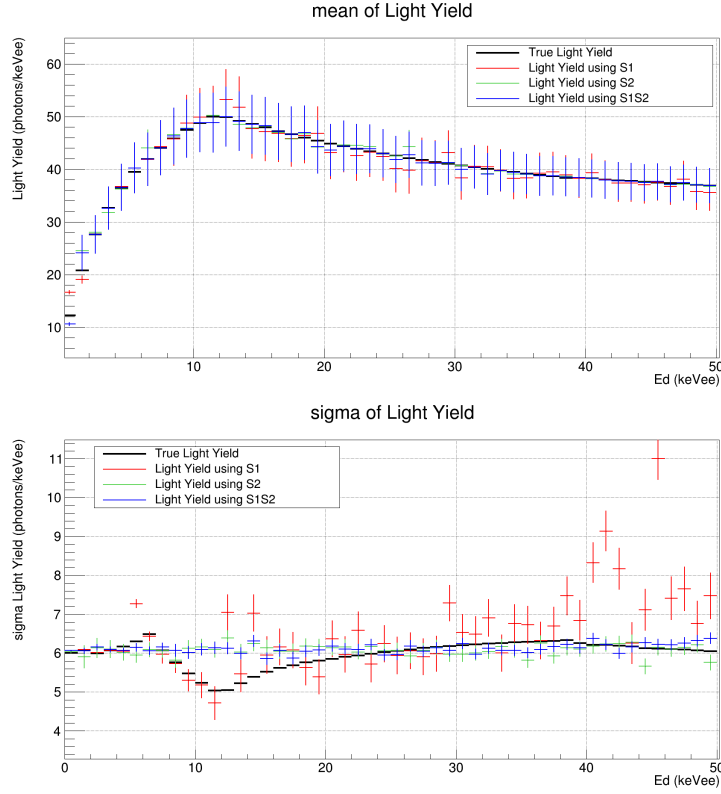 mean of Light Yield
Light Yield (photons/keVee)
60
50
40
30
20
10
True Light Yield
Light Yield using S1
Light Yield using S2
Light Yield using S1S2
10
20
30
40
50
Ed (keVee)
sigma of Light Yield
sigma Light Yield (photons/keVee)
11
10
9
8
7
6
5
4
True Light Yield
Light Yield using S1
Light Yield using S2
Light Yield using S1S2
0
10
20
30
40
50
Ed (keVee)